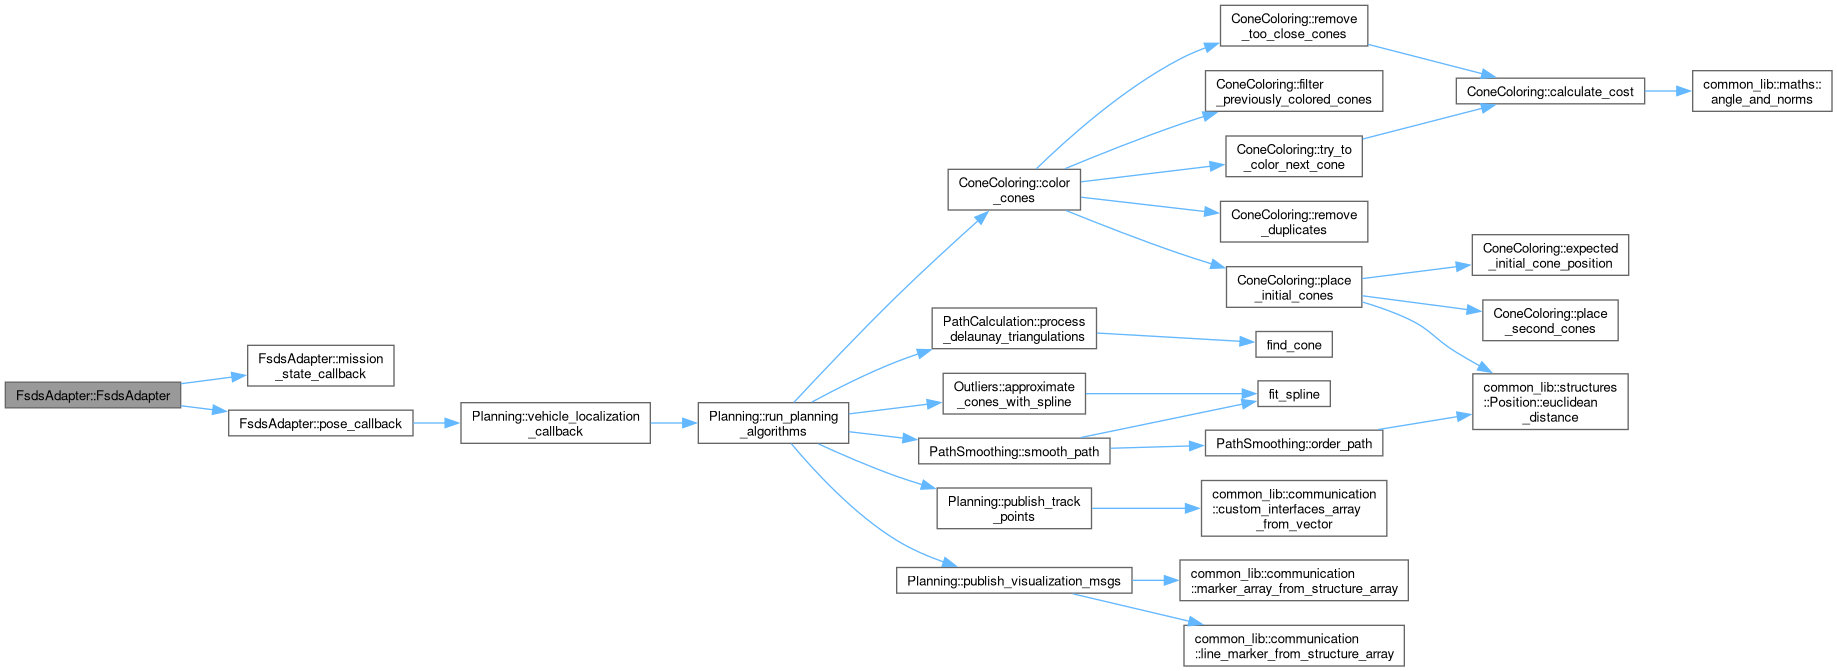 FsdsAdapter::FsdsAdapter
FsdsAdapter::mission
_state_callback
FsdsAdapter::pose_callback
Planning::vehicle_localization
_callback
Planning::run_planning
_algorithms
ConeColoring::color
_cones
ConeColoring::remove
_too_close_cones
ConeColoring::filter
_previously_colored_cones
ConeColoring::try_to
_color_next_cone
ConeColoring::remove
_duplicates
ConeColoring::place
_initial_cones
ConeColoring::calculate_cost
common_lib::maths::
angle_and_norms
ConeColoring::expected
_initial_cone_position
ConeColoring::place
_second_cones
common_lib::structures
::Position::euclidean
_distance
PathCalculation::process
_delaunay_triangulations
find_cone
Outliers::approximate
_cones_with_spline
fit_spline
PathSmoothing::smooth_path
PathSmoothing::order_path
Planning::publish_track
_points
common_lib::communication
::custom_interfaces_array
_from_vector
Planning::publish_visualization_msgs
common_lib::communication
::marker_array_from_structure_array
common_lib::communication
::line_marker_from_structure_array